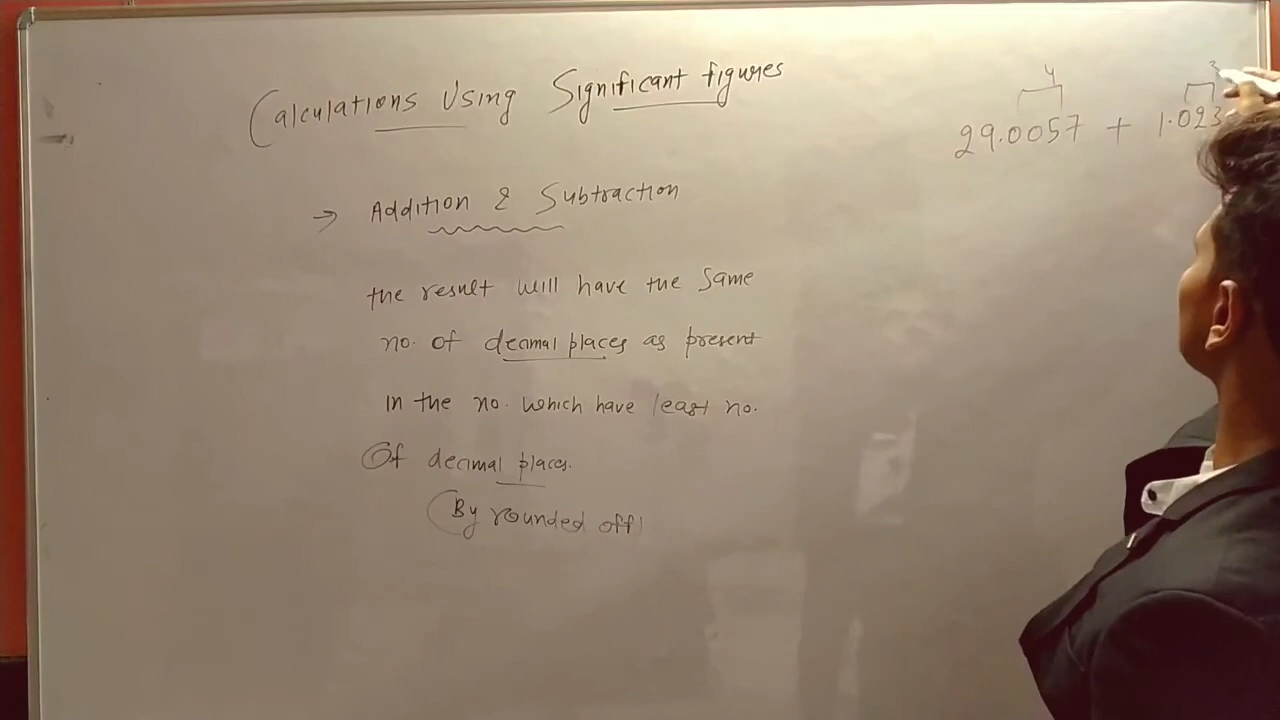 Calculations Using Significant figures
4 3
29.0057 + 1.023
→ Addition & Subtraction
the result will have the same
no. of decimal places as present
in the no. which have least no.
Of decimal places.
(By rounded off)